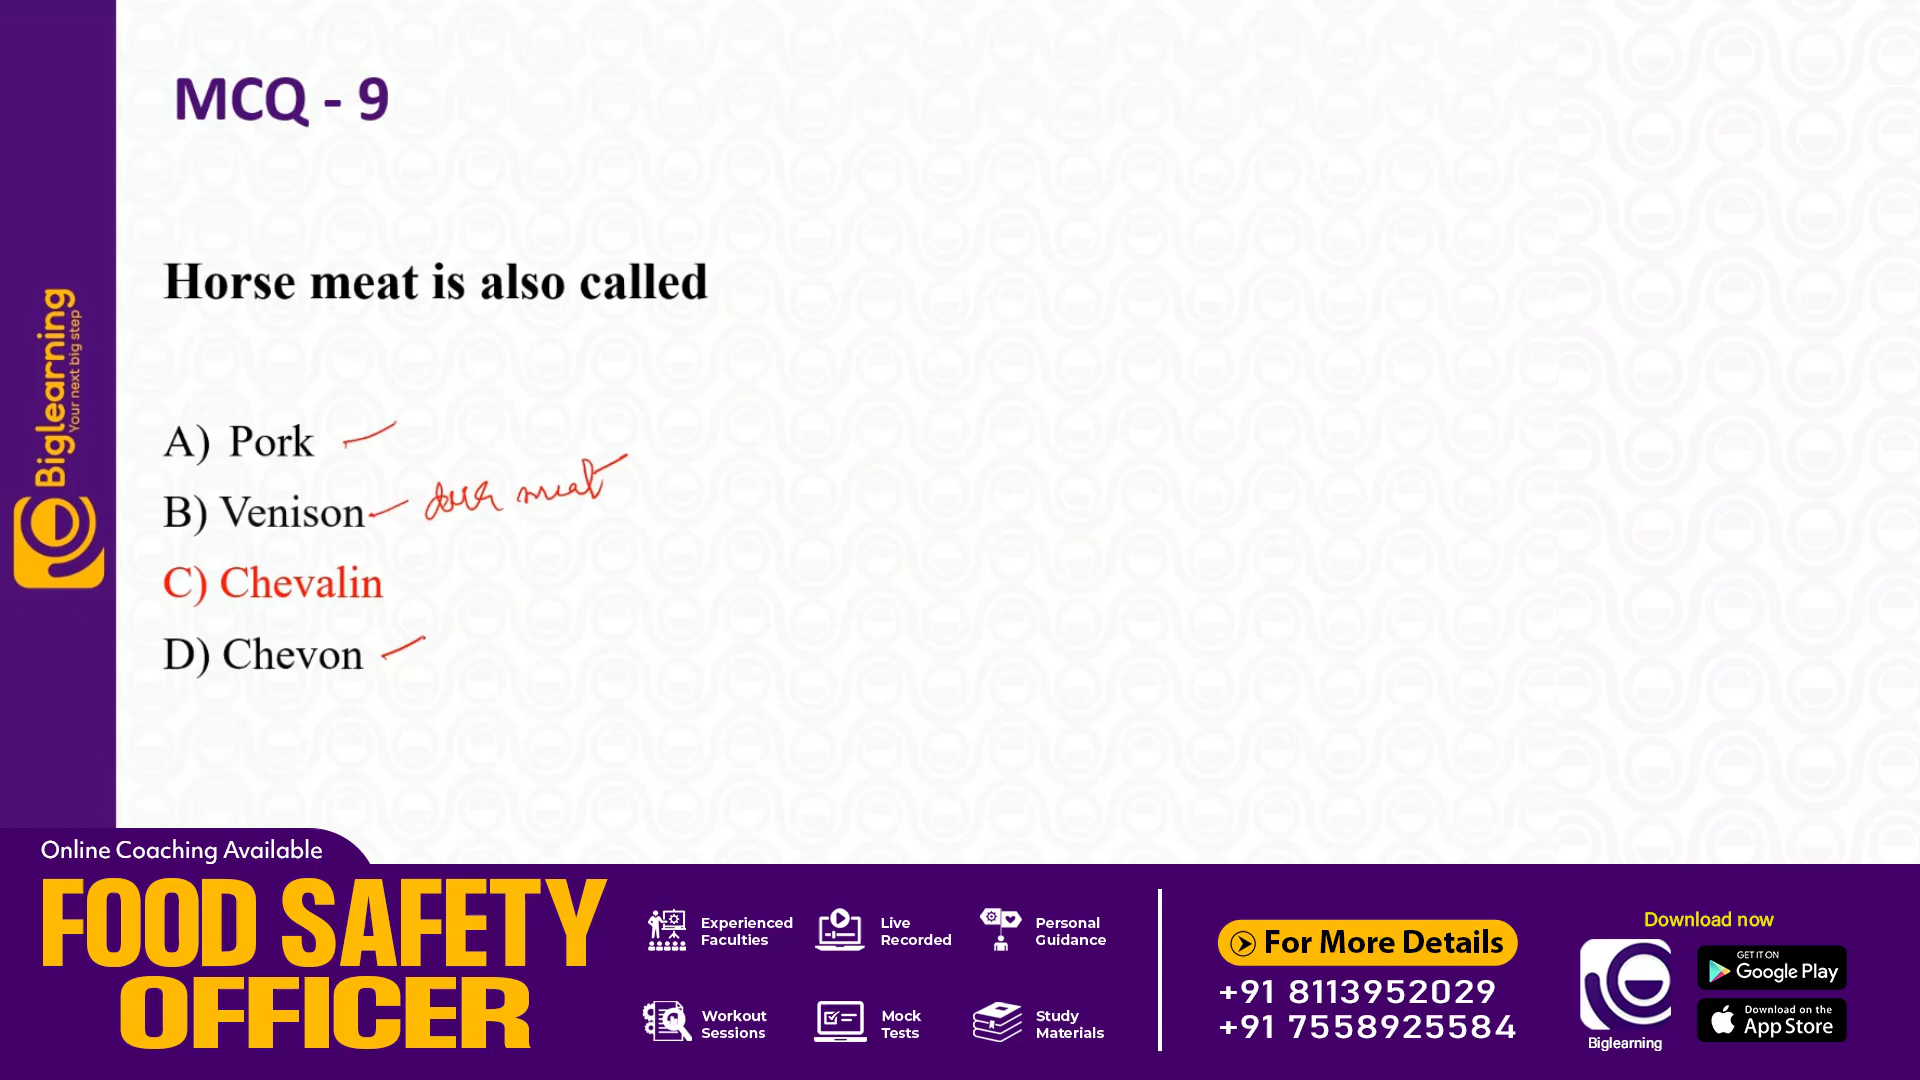 MCQ - 9
Horse meat is also called
A) Pork
B) Venison deer meat
C) Chevalin
D) Chevon
Biglearning
Your next big step
Online Coaching Available
FOOD SAFETY
OFFICER
Experienced
Faculties
Live
Recorded
Personal
Guidance
Workout
Sessions
Mock
Tests
Study
Materials
For More Details
+91 8113952029
+91 7558925584
Download now
Biglearning
GET IT ON
Google Play
Download on the
App Store